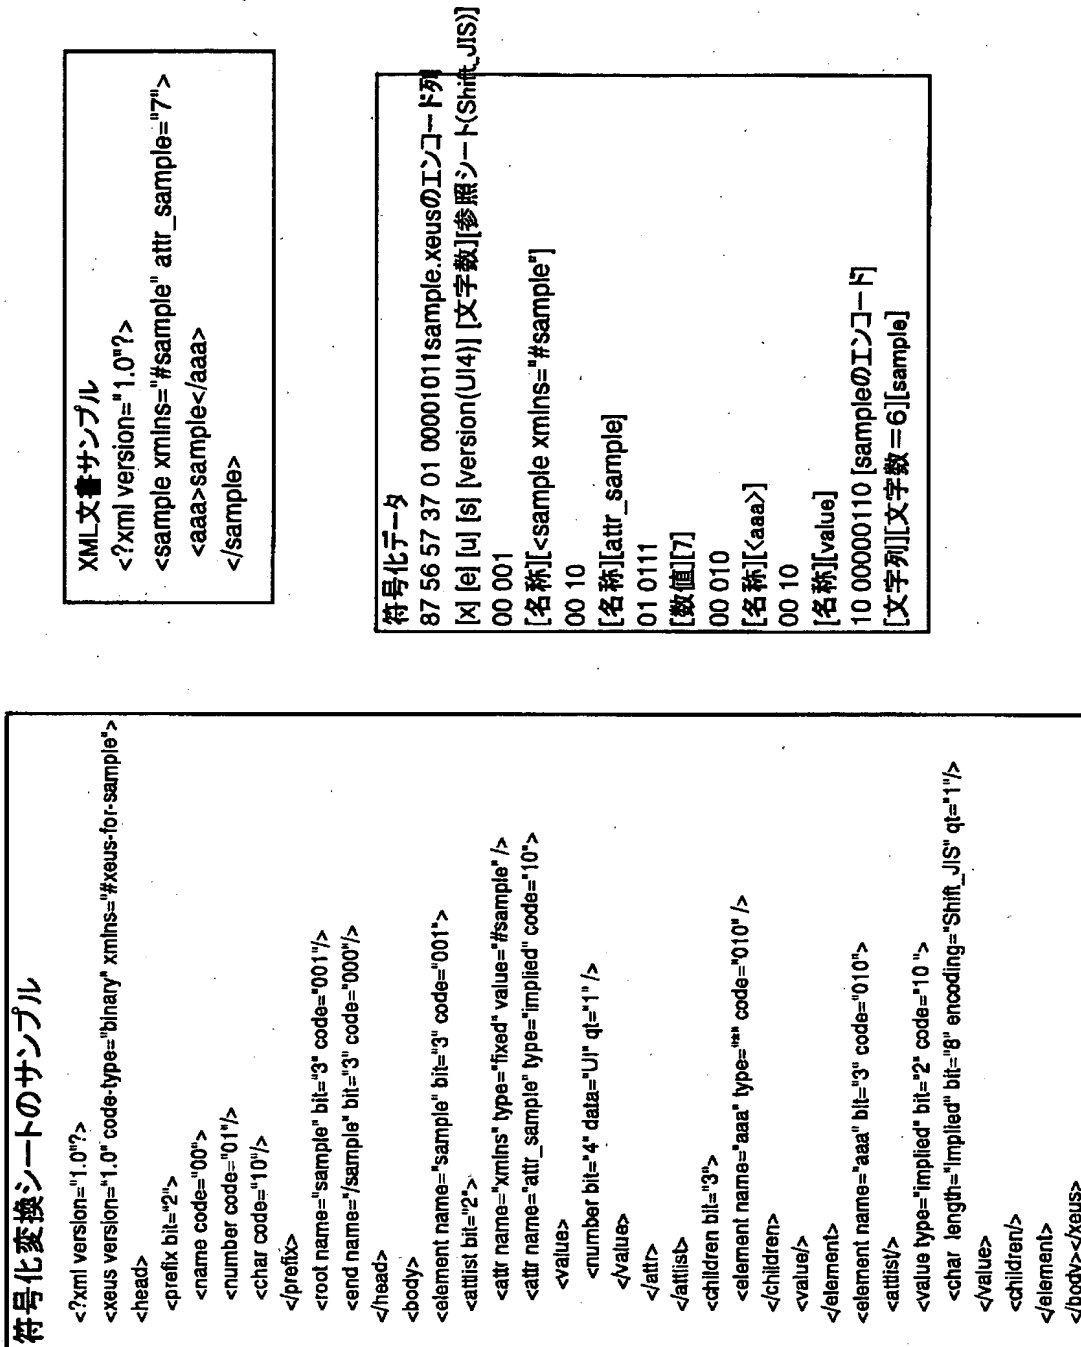 符号化変換シートのサンプル
<?xml version="1.0"?>
<xeus version="1.0" code-type="binary" xmlns="#xeus-for-sample">
<head>
<prefix bit="2">
<name code="00">
<number code="01"/>
<char code="10"/>
</prefix>
<root name="sample" bit="3" code="001"/>
<end name="/sample" bit="3" code="000"/>
</head>
<body>
<element name="sample" bit="3" code="001">
<attlist bit="2">
<attr name="xmlns" type="fixed" value="#sample" />
<attr name="attr_sample" type="implied" code="10">
<value>
<number bit="4" data="UI" qt="1" />
</value>
</attr>
</attlist>
<children bit="3">
<element name="aaa" type="*" code="010" />
</children>
<value/>
</element>
<element name="aaa" bit="3" code="010">
<attlist/>
<value type="implied" bit="2" code="10 ">
<char length="implied" bit="8" encoding="Shift_JIS" qt="1"/>
</value>
<children/>
</element>
</body></xeus>
XML文書サンプル
<?xml version="1.0"?>
<sample xmlns="#sample" attr_sample="7">
<aaa>sample</aaa>
</sample>
符号化データ
87 56 57 37 01 00001011sample.xeusのエンコード列
[x] [e] [u] [s] [version(UI4)] [文字数][参照シート(Shift_JIS)]
00 001
[名称][<sample xmlns="#sample"]
00 10
[名称][attr_sample]
01 0111
[数値][7]
00 010
[名称][<aaa>]
00 10
[名称][value]
10 00000110 [sampleのエンコード]
[文字列][文字数=6][sample]